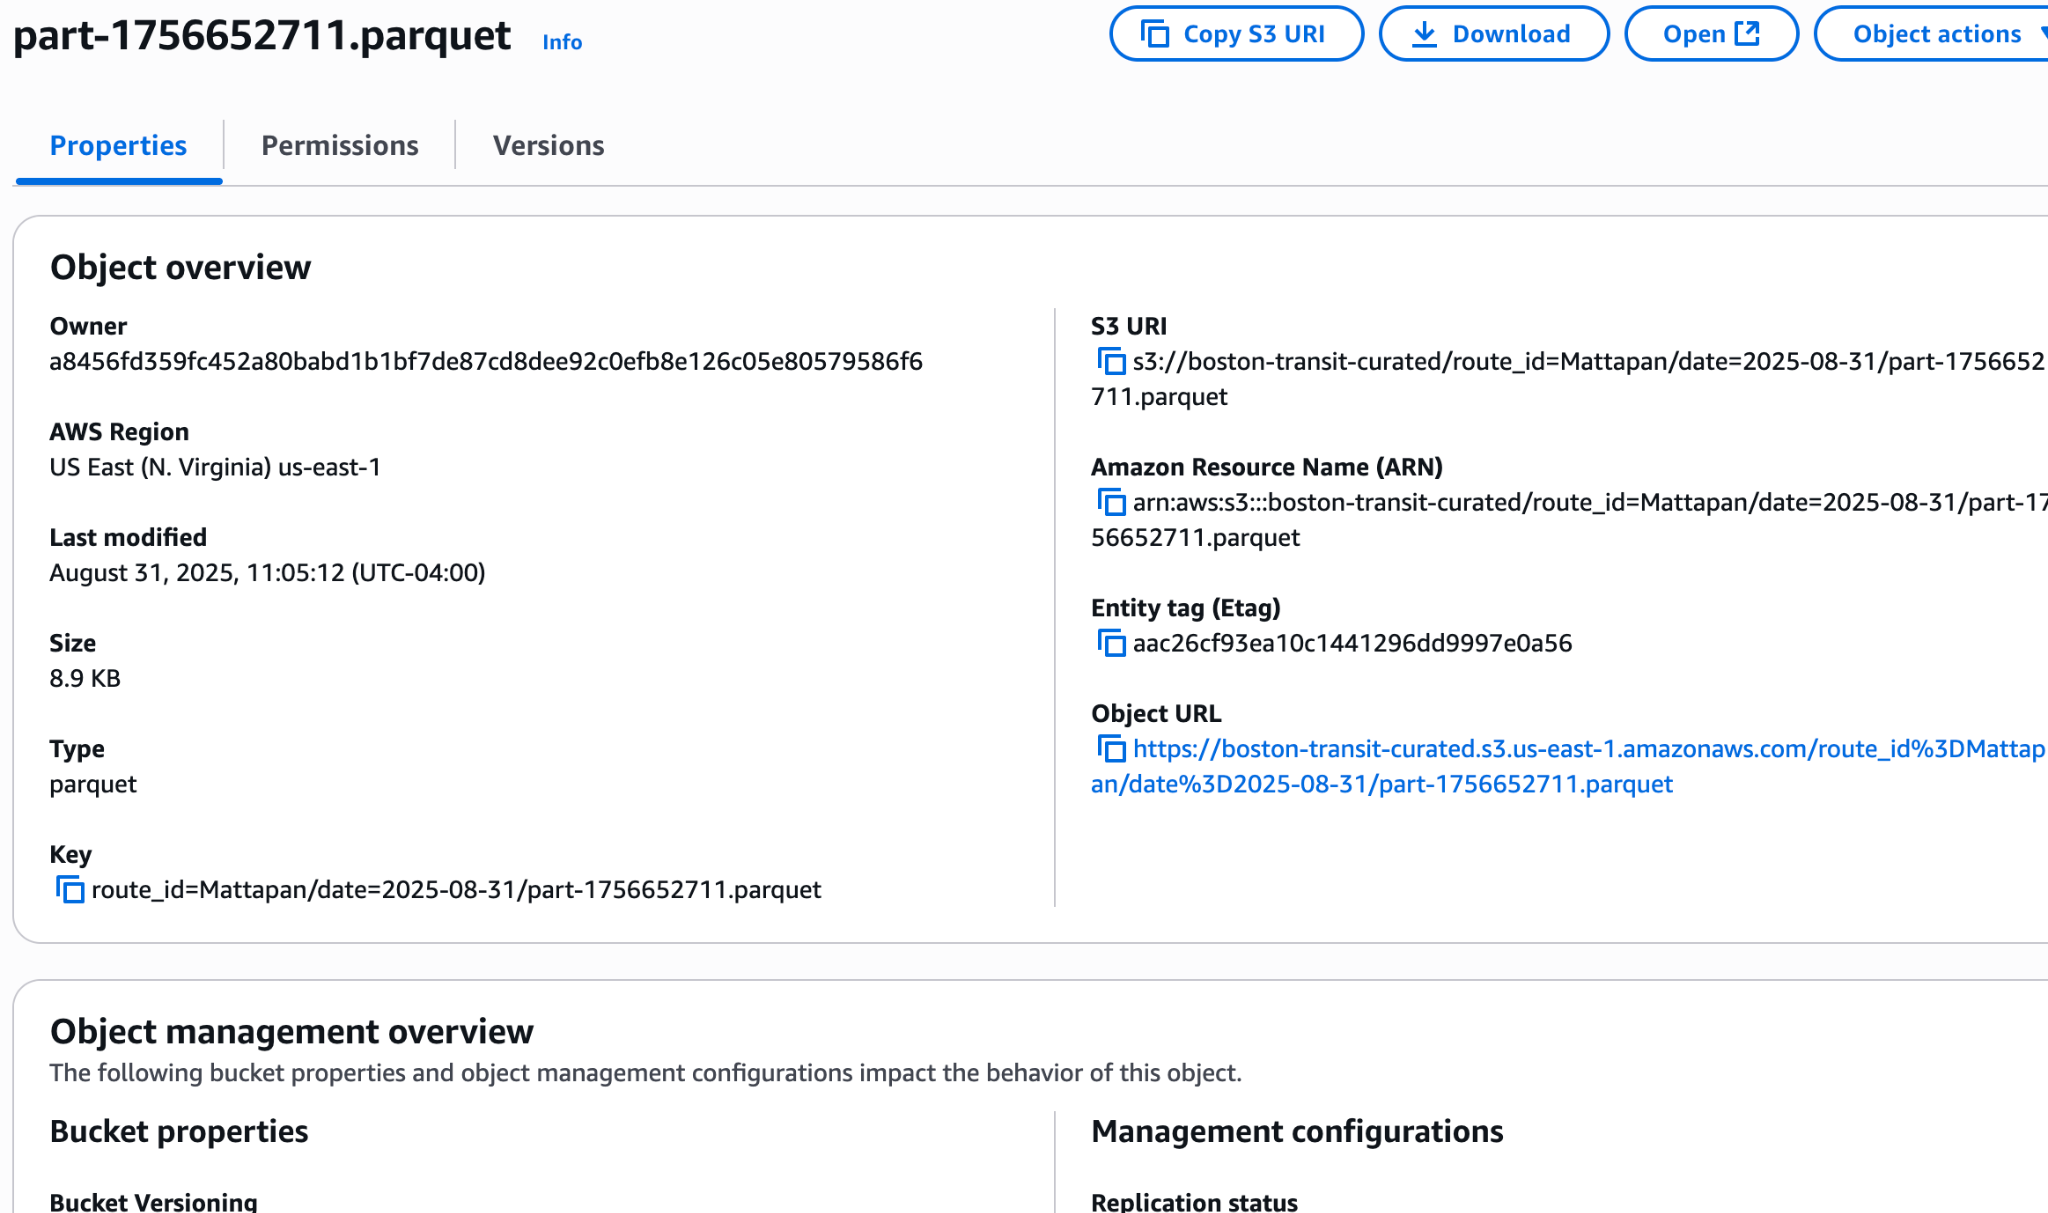 part-1756652711.parquet Info
Copy S3 URI
Download
Open
Object actions
Properties
Permissions
Versions
Object overview
Owner
a8456fd359fc452a80babd1b1bf7de87cd8dee92c0efb8e126c05e80579586f6
AWS Region
US East (N. Virginia) us-east-1
Last modified
August 31, 2025, 11:05:12 (UTC-04:00)
Size
8.9 KB
Type
parquet
Key
route_id=Mattapan/date=2025-08-31/part-1756652711.parquet
S3 URI
s3://boston-transit-curated/route_id=Mattapan/date=2025-08-31/part-1756652
711.parquet
Amazon Resource Name (ARN)
arn:aws:s3:::boston-transit-curated/route_id=Mattapan/date=2025-08-31/part-17
56652711.parquet
Entity tag (Etag)
aac26cf93ea10c1441296dd9997e0a56
Object URL
https://boston-transit-curated.s3.us-east-1.amazonaws.com/route_id%3DMattap
an/date%3D2025-08-31/part-1756652711.parquet
Object management overview
The following bucket properties and object management configurations impact the behavior of this object.
Bucket properties
Bucket Versioning
Management configurations
Replication status